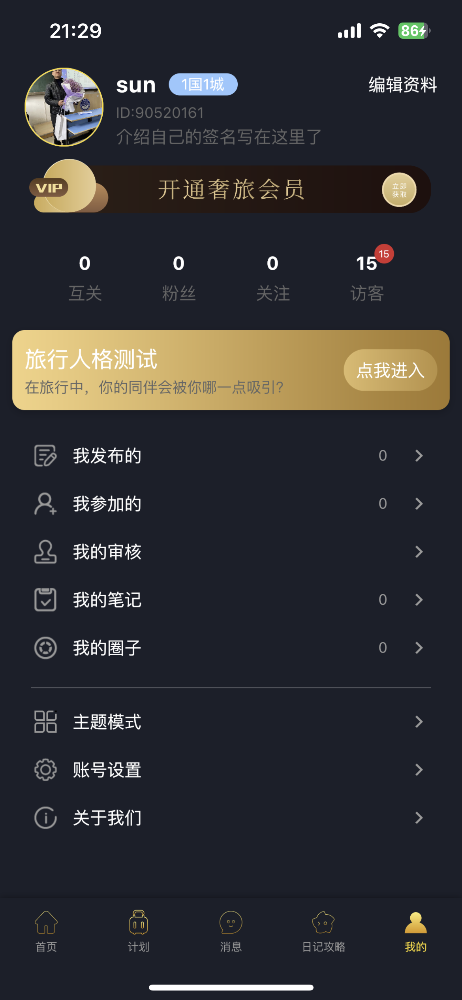 21:29
86
sun
1国1城
编辑资料
ID:90520161
介绍自己的签名写在这里了
VIP
开通奢旅会员
立即
获取
0
0
0
15
15
互关
粉丝
关注
访客
旅行人格测试
在旅行中，你的同伴会被你哪一点吸引?
点我进入
我发布的
0
我参加的
0
我的审核
我的笔记
0
我的圈子
0
主题模式
账号设置
关于我们
首页
计划
消息
日记攻略
我的